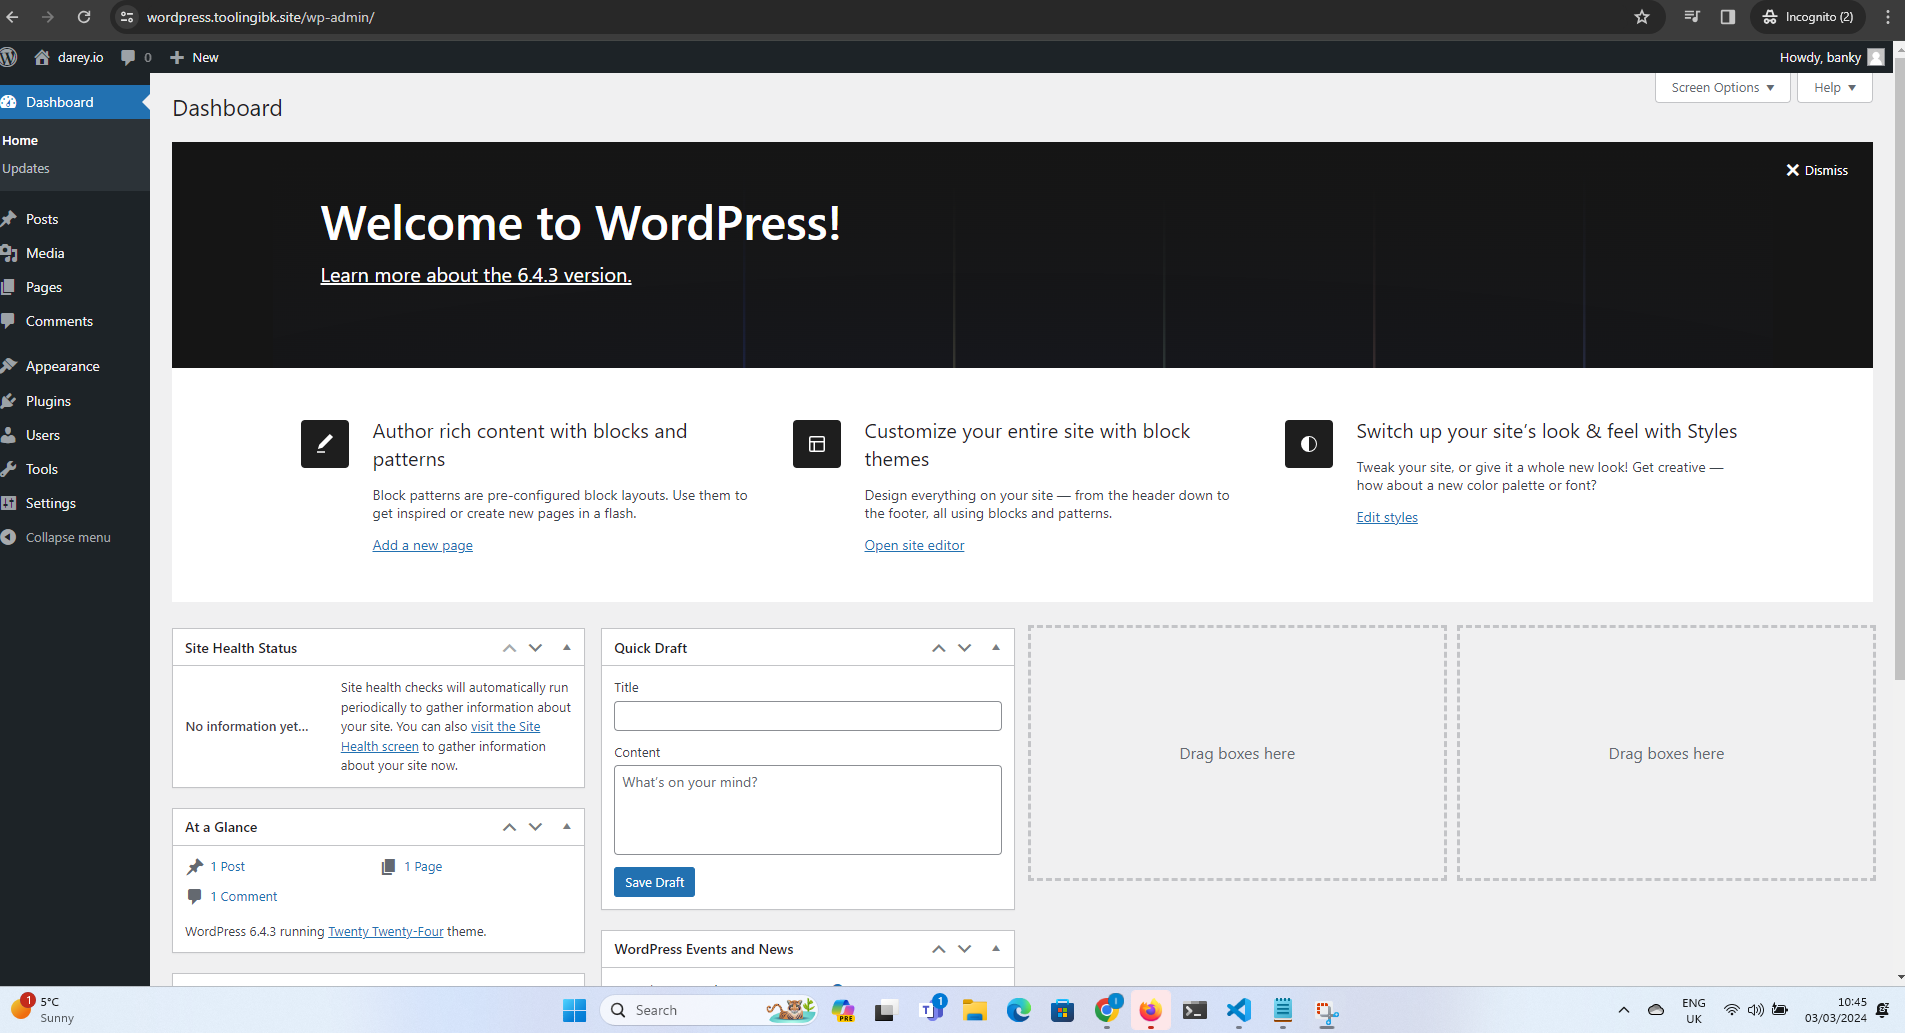 wordpress.toolingibk.site/wp-admin/
Incognito (2)
darey.io
0
New
Howdy, banky
Dashboard
Home
Updates
Posts
Media
Pages
Comments
Appearance
Plugins
Users
Tools
Settings
Collapse menu
Screen Options
Help
Dashboard
Dismiss
Welcome to WordPress!
Learn more about the 6.4.3 version.
Author rich content with blocks and
patterns
Block patterns are pre-configured block layouts. Use them to
get inspired or create new pages in a flash.
Add a new page
Customize your entire site with block
themes
Design everything on your site — from the header down to
the footer, all using blocks and patterns.
Open site editor
Switch up your site’s look & feel with Styles
Tweak your site, or give it a whole new look! Get creative —
how about a new color palette or font?
Edit styles
Site Health Status
No information yet…
Site health checks will automatically run
periodically to gather information about
your site. You can also visit the Site
Health screen to gather information
about your site now.
At a Glance
1 Post
1 Page
1 Comment
WordPress 6.4.3 running Twenty Twenty-Four theme.
Quick Draft
Title
Content
What’s on your mind?
Save Draft
WordPress Events and News
Drag boxes here
Drag boxes here
1
5°C
Sunny
Search
PRE
T
1
ENG
UK
10:45
03/03/2024